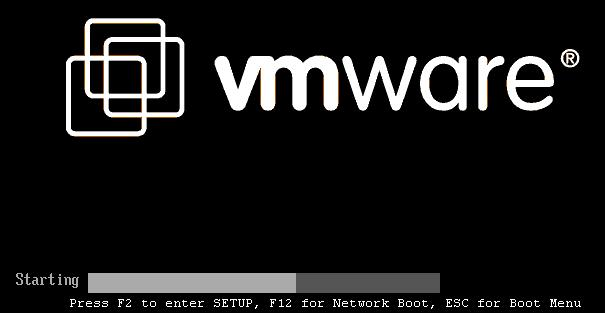 vmware®
Starting
Press F2 to enter SETUP, F12 for Network Boot, ESC for Boot Menu